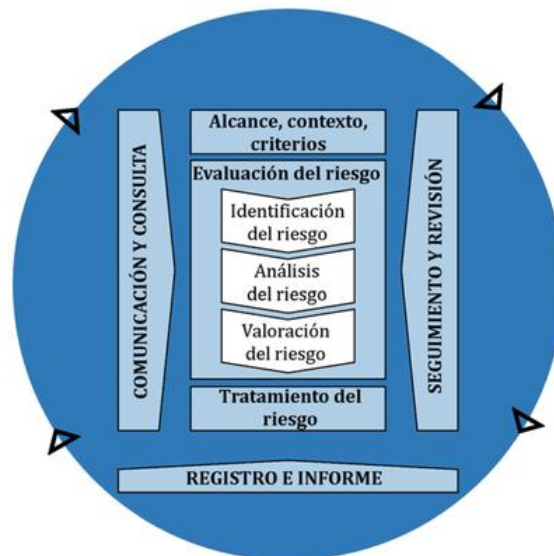 Alcance, contexto,
criterios
Evaluación del riesgo
Identificación
del riesgo
Análisis
del riesgo
Valoración
del riesgo
Tratamiento del
riesgo
COMUNICACIÓN Y CONSULTA
SEGUIMIENTO Y REVISIÓN
REGISTRO E INFORME